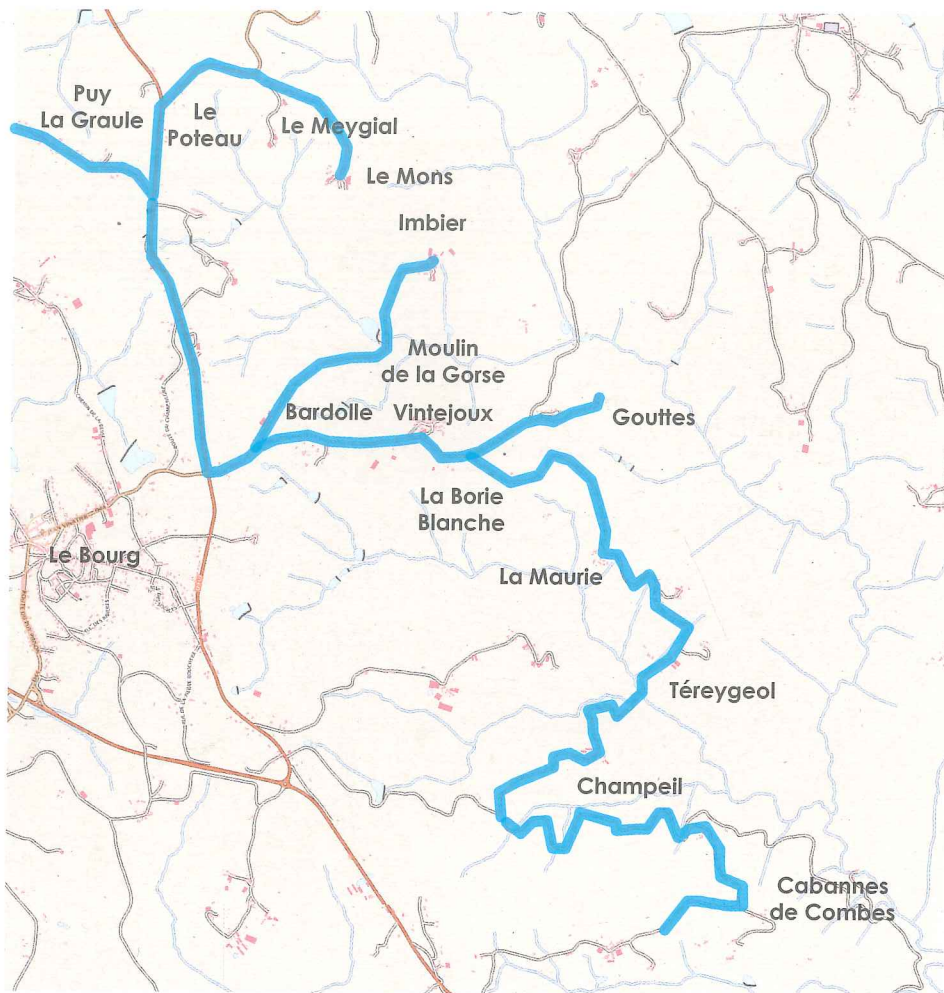 Puy
La Graule
Le
Poteau
Le Meygial
Le Mons
Imbier
Moulin
de la Gorse
Bardolle
Vintejoux
Gouttes
La Borie
Blanche
Le Bourg
La Maurie
Téreygeol
Champeil
Cabannes
de Combes